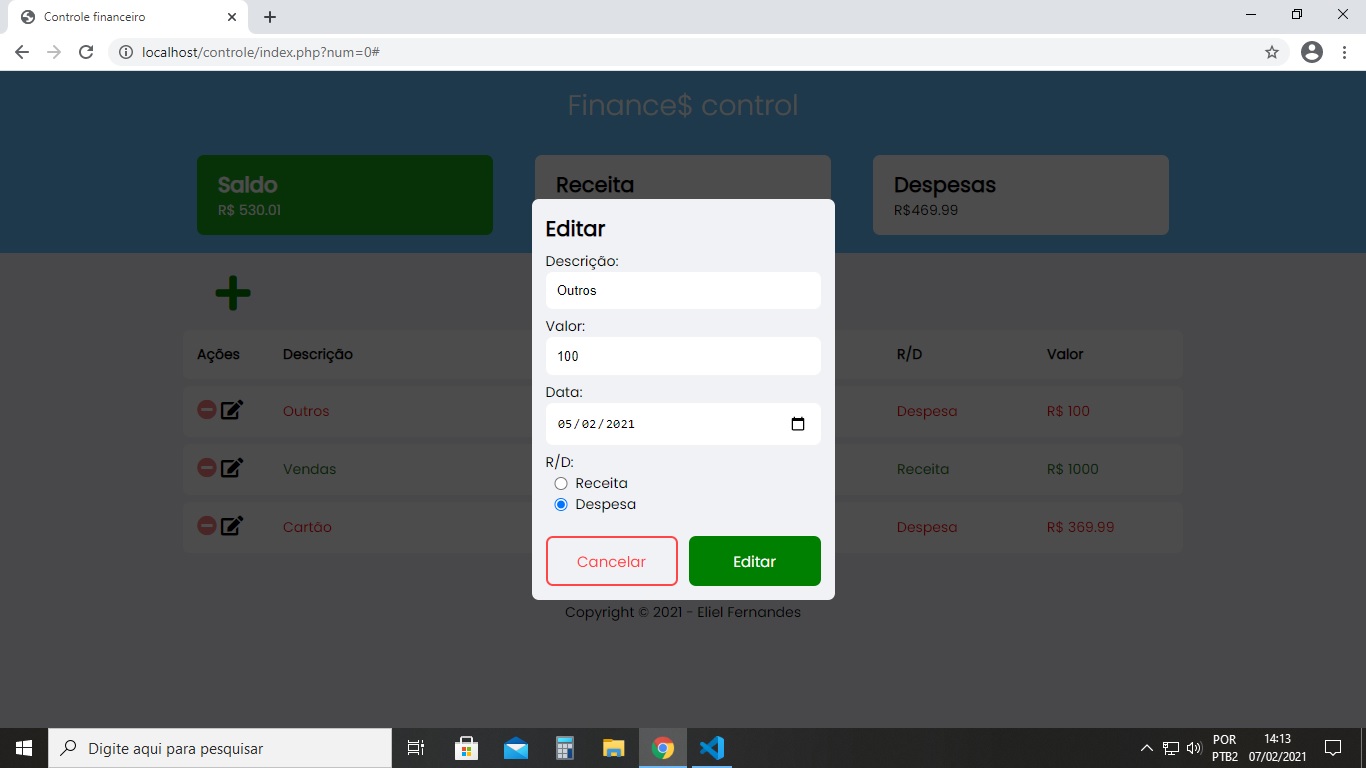 Controle financeiro
localhost/controle/index.php?num=0#
Finance$ control
Saldo
R$ 530.01
Receita
Despesas
R$469.99
Editar
Descrição:
Outros
Valor:
100
Data:
05/02/2021
R/D:
Receita
Despesa
Cancelar
Editar
Ações Descrição R/D Valor
Outros Despesa R$ 100
Vendas Receita R$ 1000
Cartão Despesa R$ 369.99
Copyright © 2021 - Eliel Fernandes
Digite aqui para pesquisar
POR
PTB2
14:13
07/02/2021